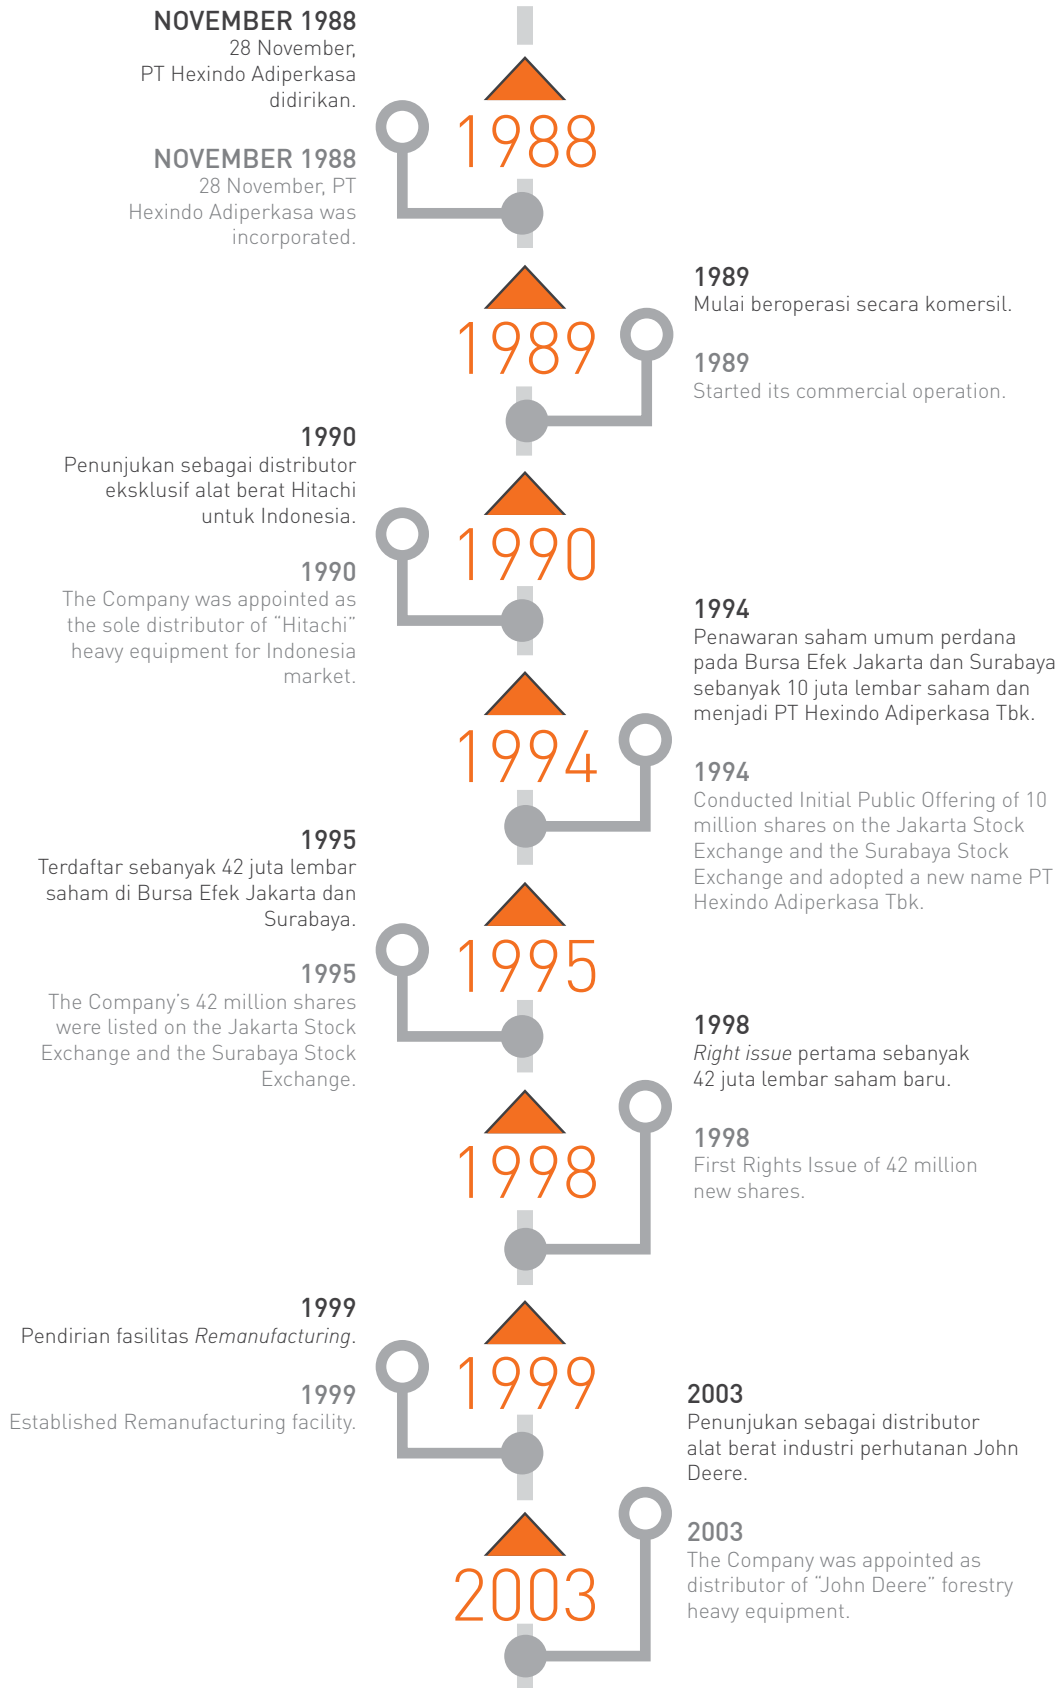 NOVEMBER 1988
28 November,
PT Hexindo Adiperkasa
didirikan.
NOVEMBER 1988
28 November, PT
Hexindo Adiperkasa was
incorporated.
1988
1989
Mulai beroperasi secara komersil.
1989
Started its commercial operation.
1989
1990
Penunjukan sebagai distributor
eksklusif alat berat Hitachi
untuk Indonesia.
1990
The Company was appointed as
the sole distributor of “Hitachi”
heavy equipment for Indonesia
market.
1990
1994
Penawaran saham umum perdana
pada Bursa Efek Jakarta dan Surabaya
sebanyak 10 juta lembar saham dan
menjadi PT Hexindo Adiperkasa Tbk.
1994
Conducted Initial Public Offering of 10
million shares on the Jakarta Stock
Exchange and the Surabaya Stock
Exchange and adopted a new name PT
Hexindo Adiperkasa Tbk.
1994
1995
Terdaftar sebanyak 42 juta lembar
saham di Bursa Efek Jakarta dan
Surabaya.
1995
The Company’s 42 million shares
were listed on the Jakarta Stock
Exchange and the Surabaya Stock
Exchange.
1995
1998
Right issue pertama sebanyak
42 juta lembar saham baru.
1998
First Rights Issue of 42 million
new shares.
1998
1999
Pendirian fasilitas Remanufacturing.
1999
Established Remanufacturing facility.
1999
2003
Penunjukan sebagai distributor
alat berat industri perhutanan John
Deere.
2003
The Company was appointed as
distributor of “John Deere” forestry
heavy equipment.
2003